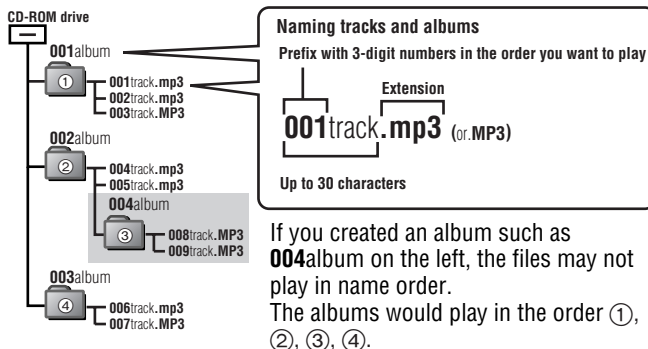 CD-ROM drive
001album
①
001track.mp3
002track.mp3
003track.MP3
002album
②
004track.mp3
005track.mp3
004album
③
008track.MP3
009track.MP3
003album
④
006track.mp3
007track.MP3
Naming tracks and albums
Prefix with 3-digit numbers in the order you want to play
Extension
001track.mp3 (or.MP3)
Up to 30 characters
If you created an album such as
004album on the left, the files may not
play in name order.
The albums would play in the order ①,
②, ③, ④.